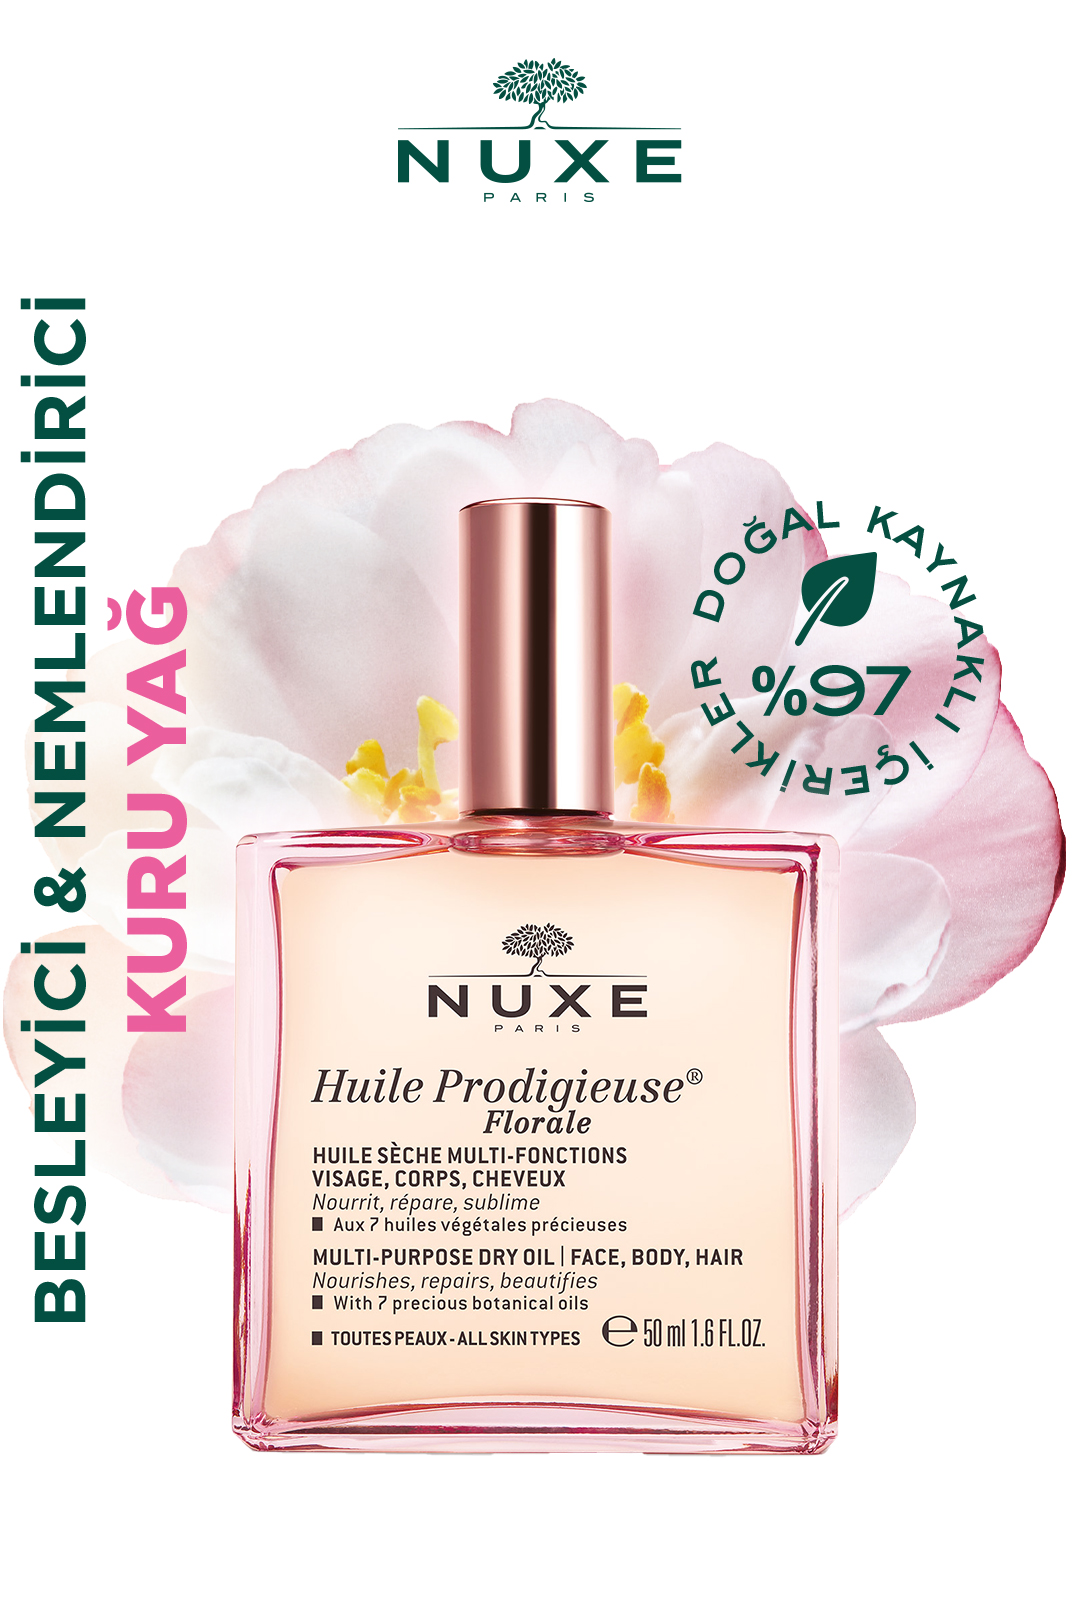 NUXE
PARIS
BESLEYİCİ & NEMLENDİRİCİ
KURU YAĞ
DOĞAL KAYNAKLI İÇERİKLER
%97
NUXE
PARIS
Huile Prodigieuse®
Florale
HUILE SÈCHE MULTI-FONCTIONS
VISAGE, CORPS, CHEVEUX
Nourrit, répare, sublime
■ Aux 7 huiles végétales précieuses
MULTI-PURPOSE DRY OIL | FACE, BODY, HAIR
Nourishes, repairs, beautifies
■ With 7 precious botanical oils
■ TOUTES PEAUX - ALL SKIN TYPES ℮ 50 ml 1.6 FL.OZ.